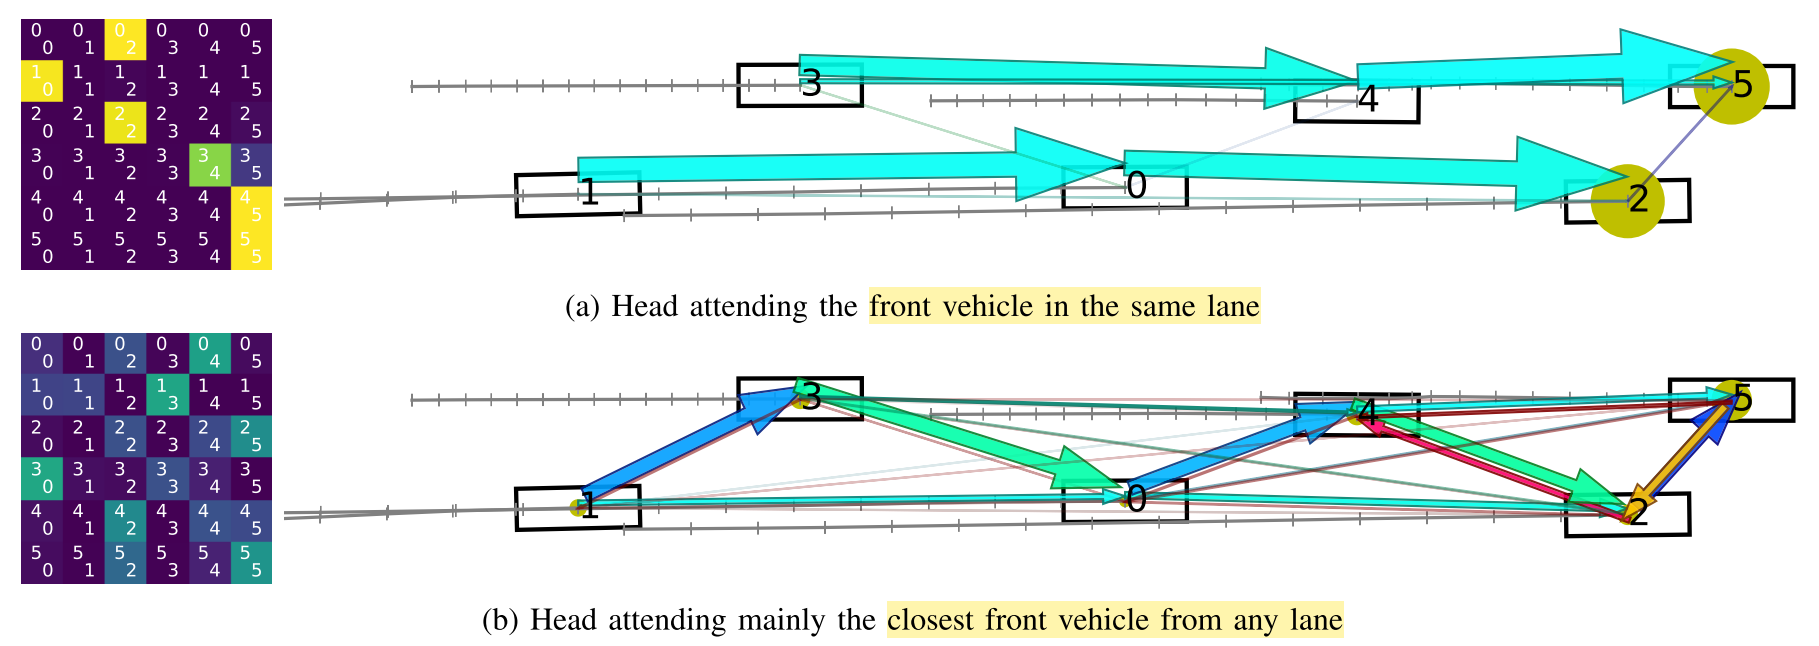 0 0 0 0 0 0
0 1 2 3 4 5
1 1 1 1 1 1
0 1 2 3 4 5
2 2 2 2 2 2
0 1 2 3 4 5
3 3 3 3 3 3
0 1 2 3 4 5
4 4 4 4 4 4
0 1 2 3 4 5
5 5 5 5 5 5
0 1 2 3 4 5
3 4 5
1 0 2
(a) Head attending the front vehicle in the same lane
0 0 0 0 0 0
0 1 2 3 4 5
1 1 1 1 1 1
0 1 2 3 4 5
2 2 2 2 2 2
0 1 2 3 4 5
3 3 3 3 3 3
0 1 2 3 4 5
4 4 4 4 4 4
0 1 2 3 4 5
5 5 5 5 5 5
0 1 2 3 4 5
3 4 5
1 0 2
(b) Head attending mainly the closest front vehicle from any lane